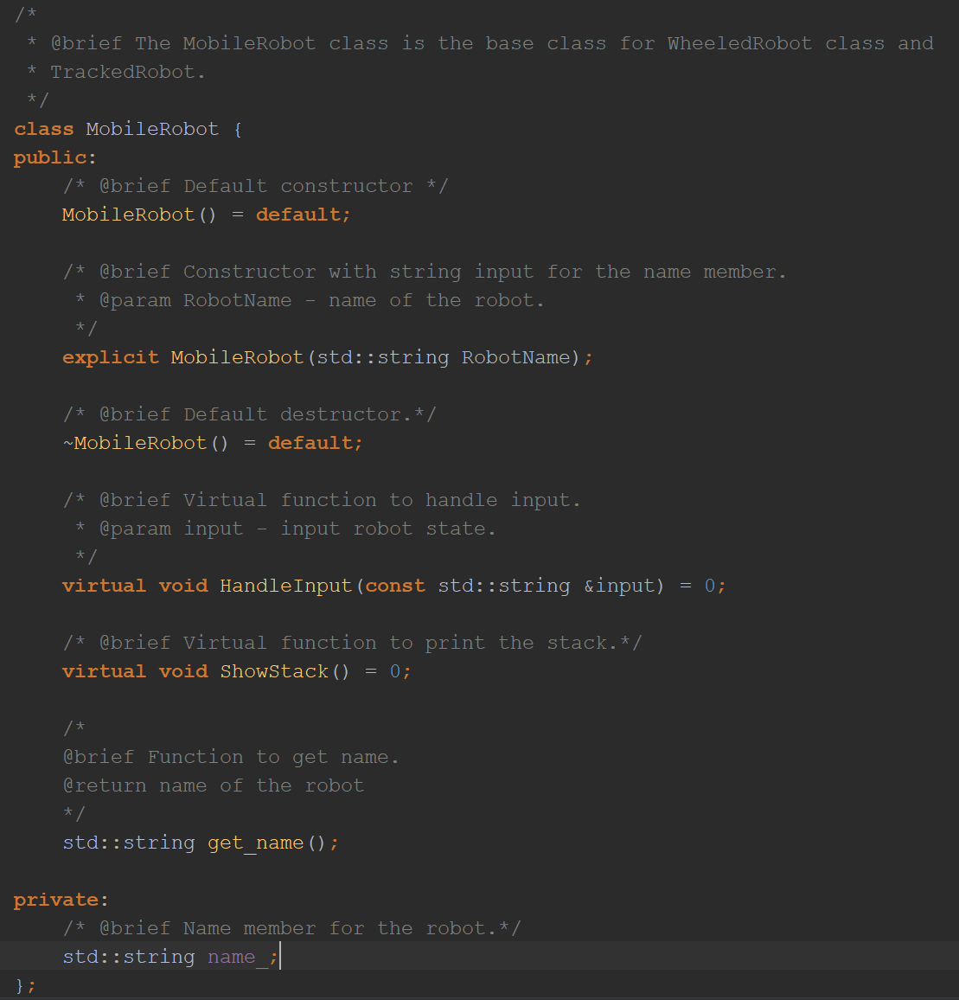 /*
 * @brief The MobileRobot class is the base class for WheeledRobot class and
 * TrackedRobot.
 */
class MobileRobot {
public:
    /* @brief Default constructor */
    MobileRobot() = default;

    /* @brief Constructor with string input for the name member.
     * @param RobotName - name of the robot.
     */
    explicit MobileRobot(std::string RobotName);

    /* @brief Default destructor.*/
    ~MobileRobot() = default;

    /* @brief Virtual function to handle input.
     * @param input - input robot state.
     */
    virtual void HandleInput(const std::string &input) = 0;

    /* @brief Virtual function to print the stack.*/
    virtual void ShowStack() = 0;

    /*
    @brief Function to get name.
    @return name of the robot
    */
    std::string get_name();

private:
    /* @brief Name member for the robot.*/
    std::string name_;
};